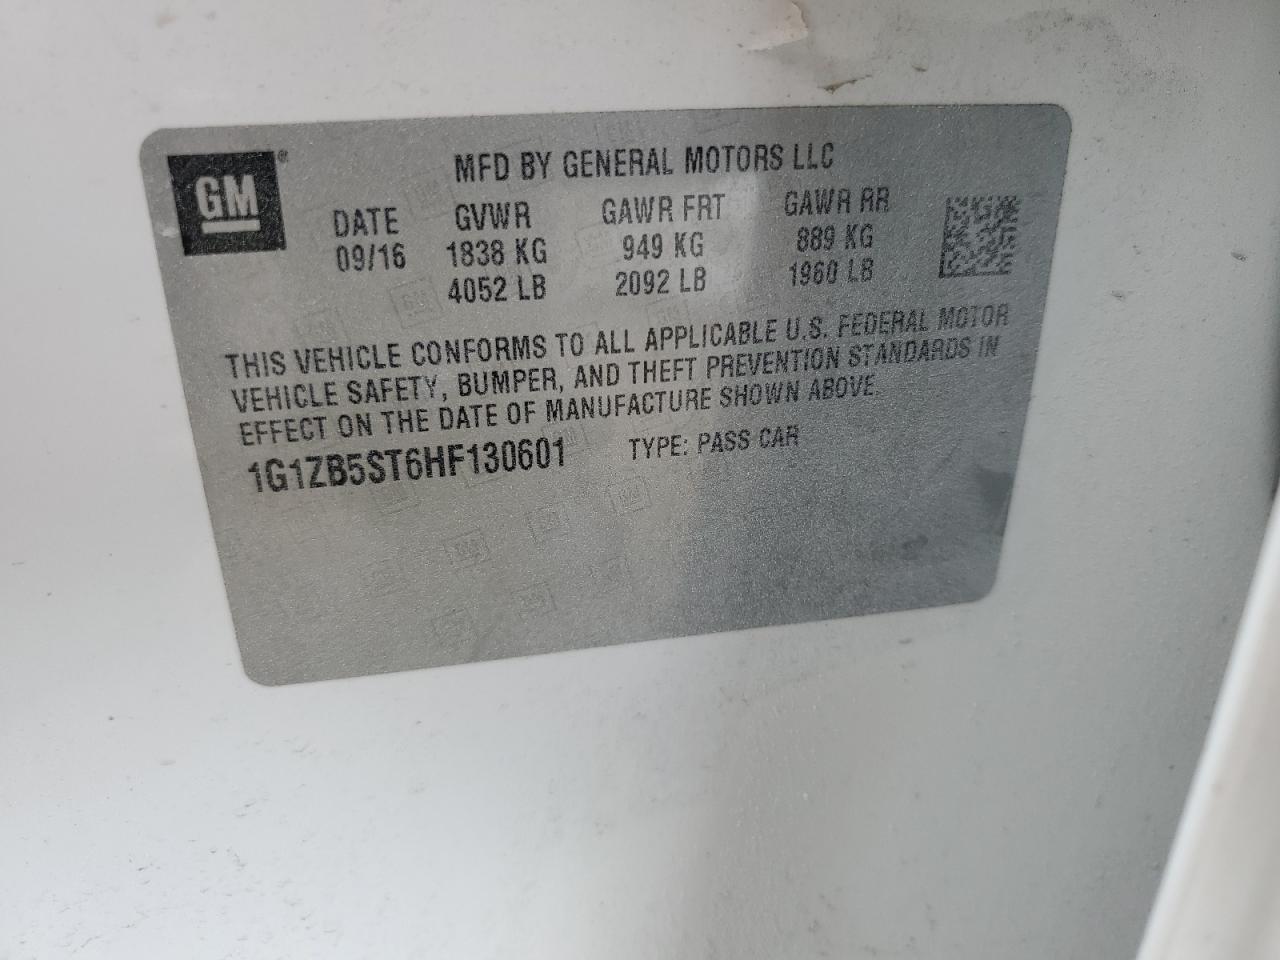 GM®
MFD BY GENERAL MOTORS LLC
DATE GVWR GAWR FRT GAWR RR
09/16 1838 KG 949 KG 889 KG
4052 LB 2092 LB 1960 LB
THIS VEHICLE CONFORMS TO ALL APPLICABLE U.S. FEDERAL MOTOR
VEHICLE SAFETY, BUMPER, AND THEFT PREVENTION STANDARDS IN
EFFECT ON THE DATE OF MANUFACTURE SHOWN ABOVE.
1G1ZB5ST6HF130601 TYPE: PASS CAR